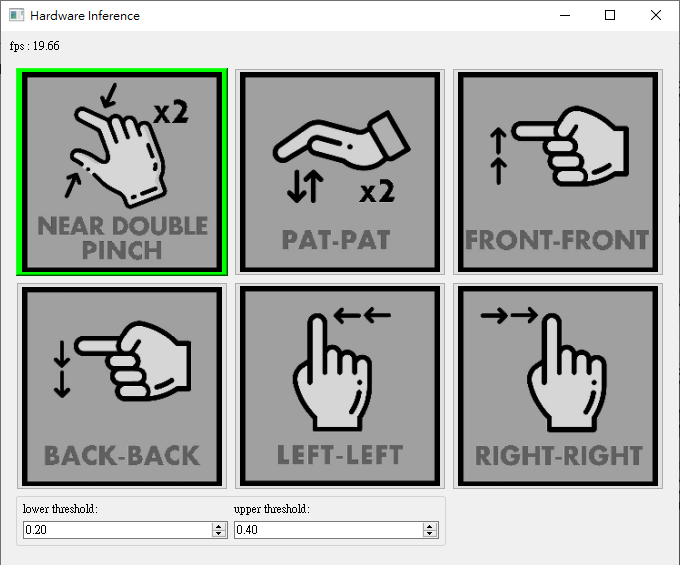 Hardware Inference
fps : 19.66
x2
NEAR DOUBLE
PINCH
x2
PAT-PAT
FRONT-FRONT
BACK-BACK
LEFT-LEFT
RIGHT-RIGHT
lower threshold:
upper threshold:
0.20
0.40